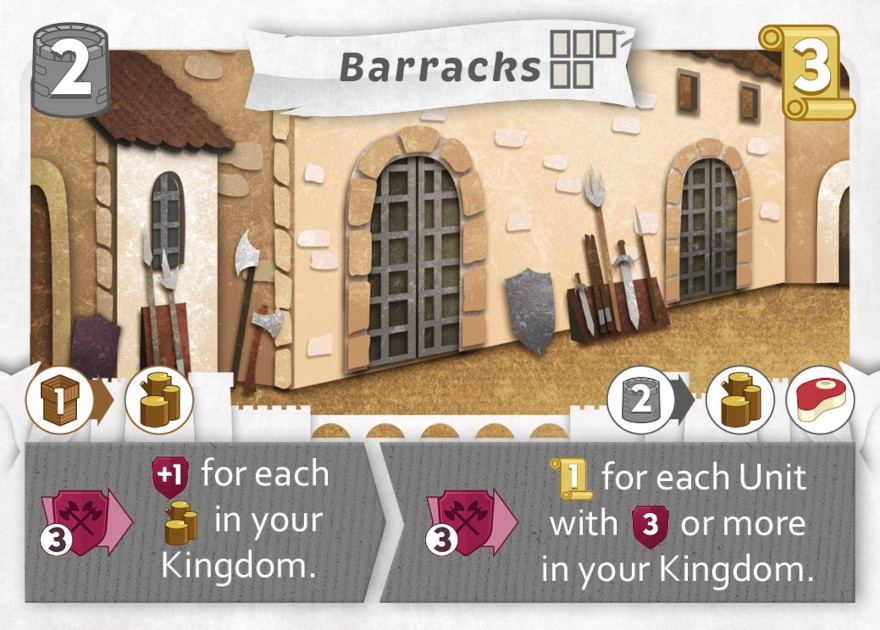 2
Barracks
3
1
2
3
+1 for each
in your
Kingdom.
3
1 for each Unit
with 3 or more
in your Kingdom.